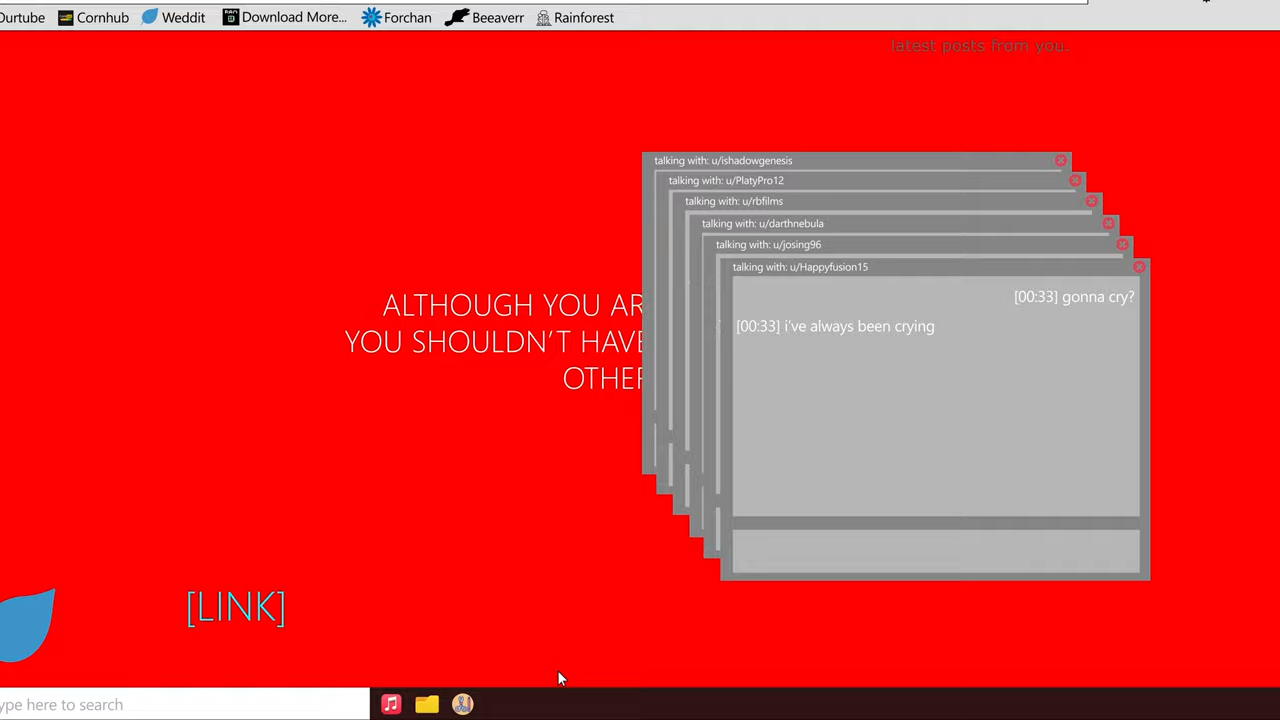 Ourtube Cornhub Weddit Download More... Forchan Beeaverr Rainforest
latest posts from you.
talking with: u/ishadowgenesis
talking with: u/PlatyPro12
talking with: u/rbfilms
talking with: u/darthnebula
talking with: u/josing96
talking with: u/Happyfusion15
[00:33] gonna cry?
[00:33] i've always been crying
ALTHOUGH YOU AR
YOU SHOULDN'T HAVE
OTHER
[LINK]
ype here to search